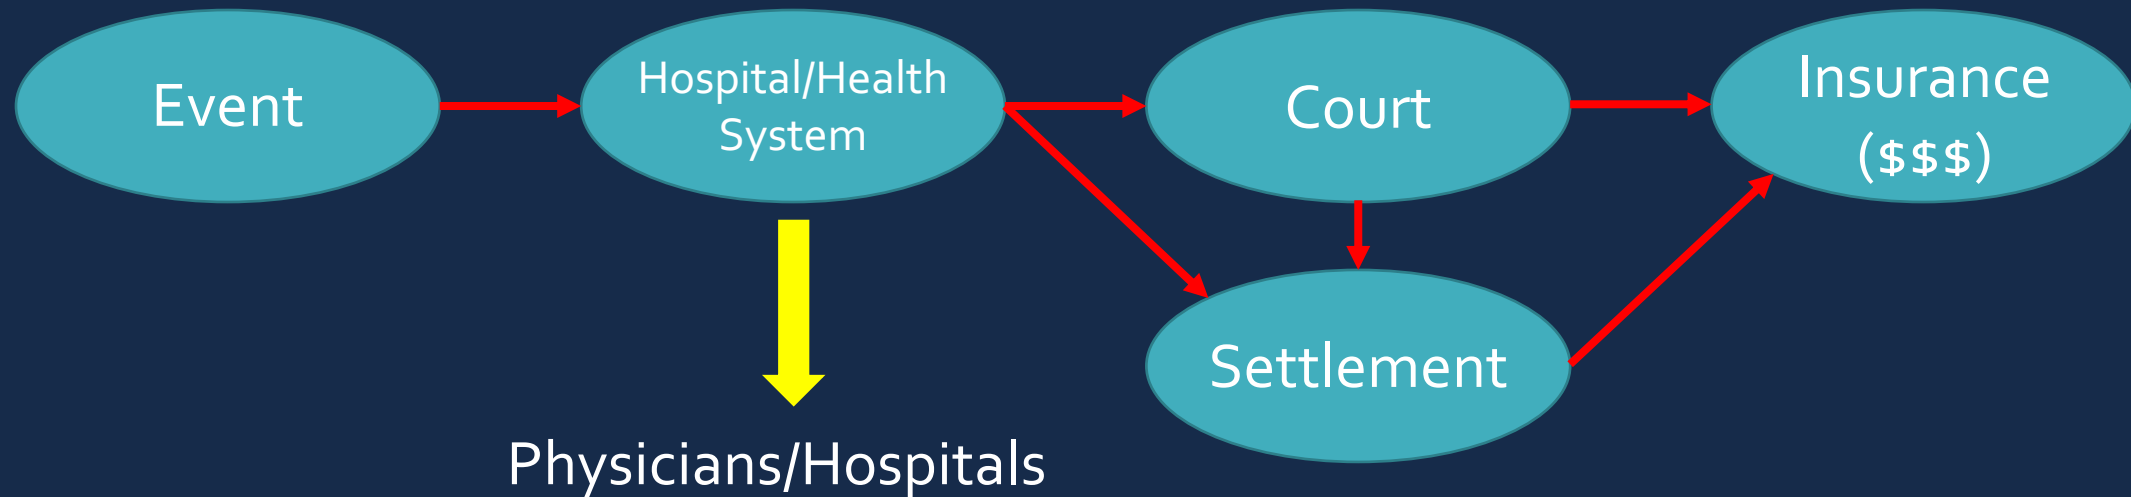 Event
Hospital/Health
System
Court
Insurance
($$$)
Settlement
Physicians/Hospitals